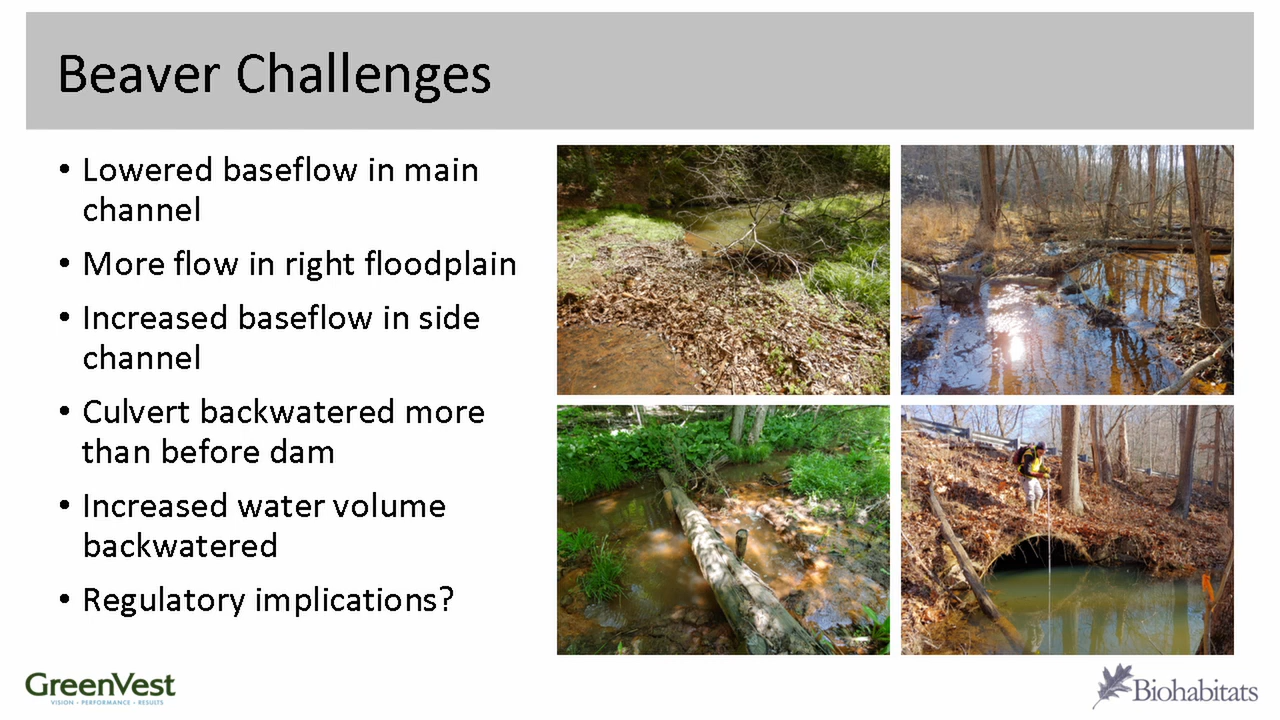 Beaver Challenges
• Lowered baseflow in main
channel
• More flow in right floodplain
• Increased baseflow in side
channel
• Culvert backwatered more
than before dam
• Increased water volume
backwatered
• Regulatory implications?
GreenVest
VISION • PERFORMANCE • RESULTS
Biohabitats